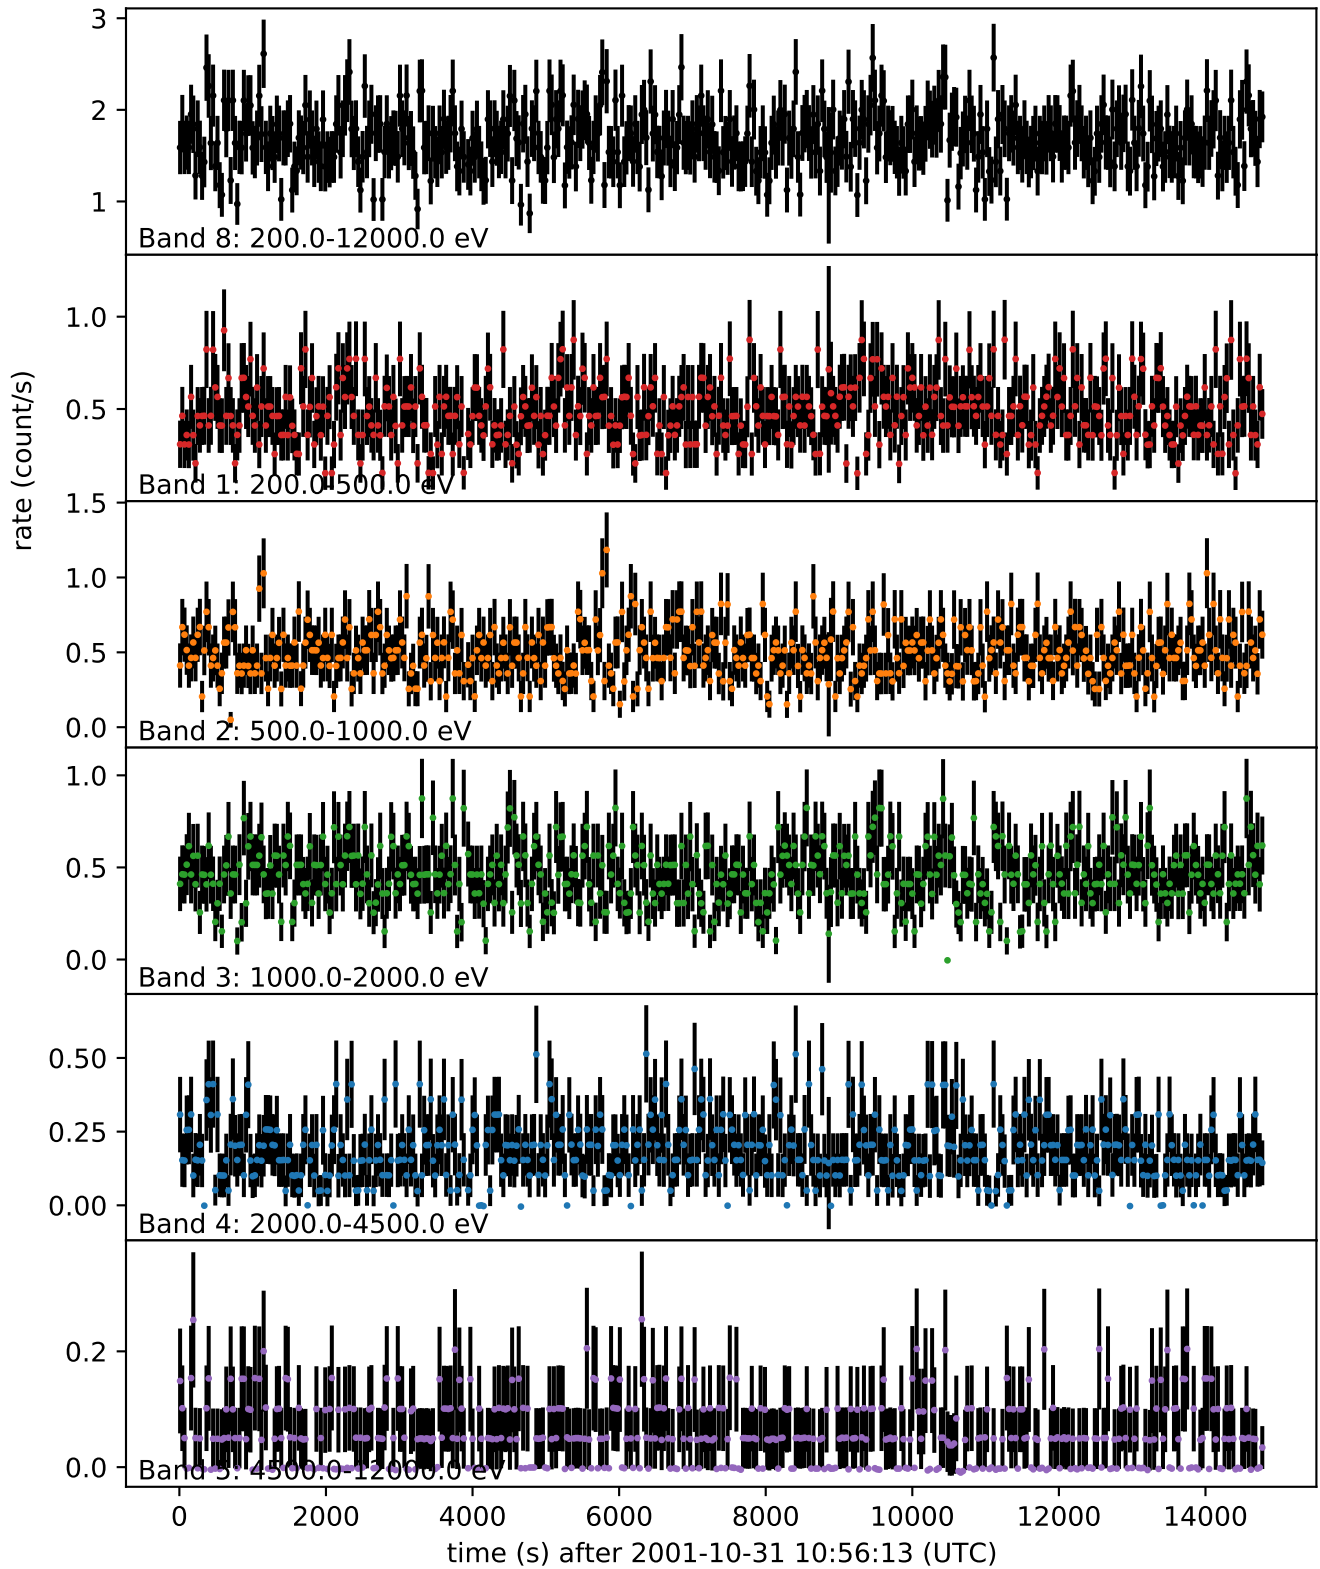 3
2
1
Band 8: 200.0-12000.0 eV
1.0
0.5
Band 1: 200.0-500.0 eV
rate (count/s)
1.5
1.0
0.5
0.0
Band 2: 500.0-1000.0 eV
1.0
0.5
0.0
Band 3: 1000.0-2000.0 eV
0.50
0.25
0.00
Band 4: 2000.0-4500.0 eV
0.2
0.0
Band 5: 4500.0-12000.0 eV
0 2000 4000 6000 8000 10000 12000 14000
time (s) after 2001-10-31 10:56:13 (UTC)